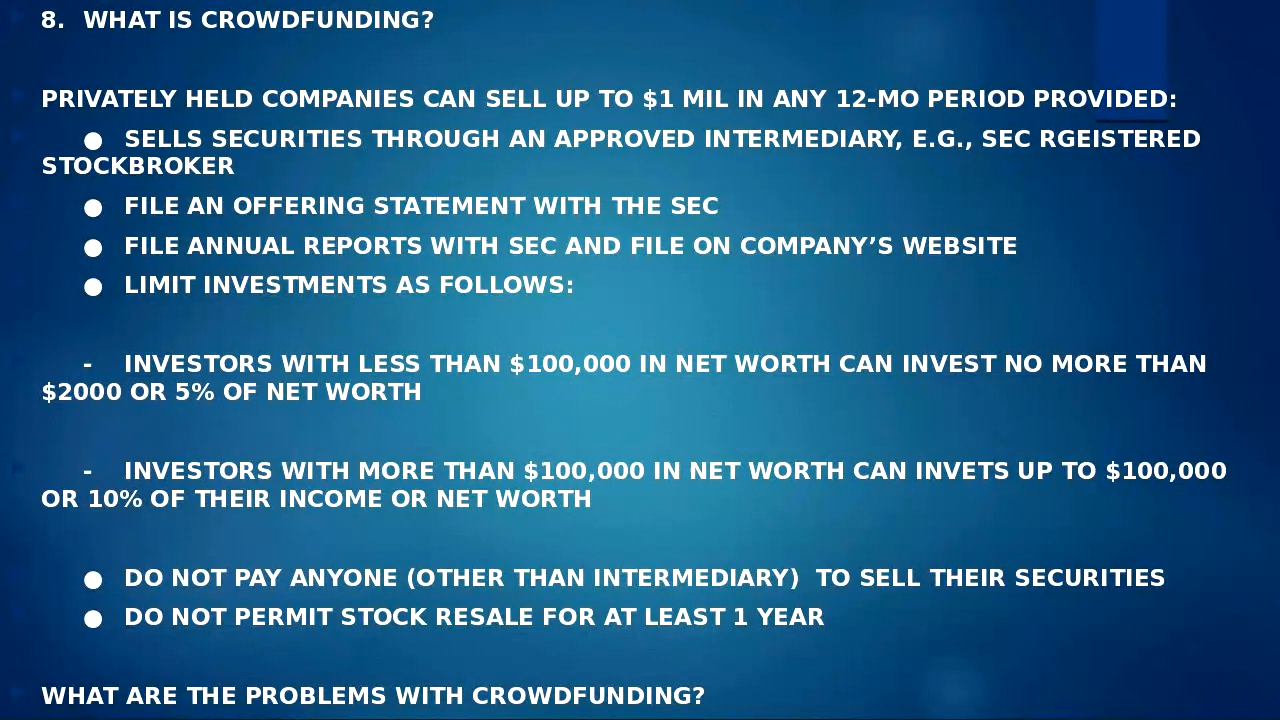 8. WHAT IS CROWDFUNDING?
PRIVATELY HELD COMPANIES CAN SELL UP TO $1 MIL IN ANY 12-MO PERIOD PROVIDED:
● SELLS SECURITIES THROUGH AN APPROVED INTERMEDIARY, E.G., SEC RGEISTERED
STOCKBROKER
● FILE AN OFFERING STATEMENT WITH THE SEC
● FILE ANNUAL REPORTS WITH SEC AND FILE ON COMPANY’S WEBSITE
● LIMIT INVESTMENTS AS FOLLOWS:
- INVESTORS WITH LESS THAN $100,000 IN NET WORTH CAN INVEST NO MORE THAN
$2000 OR 5% OF NET WORTH
- INVESTORS WITH MORE THAN $100,000 IN NET WORTH CAN INVETS UP TO $100,000
OR 10% OF THEIR INCOME OR NET WORTH
● DO NOT PAY ANYONE (OTHER THAN INTERMEDIARY) TO SELL THEIR SECURITIES
● DO NOT PERMIT STOCK RESALE FOR AT LEAST 1 YEAR
WHAT ARE THE PROBLEMS WITH CROWDFUNDING?